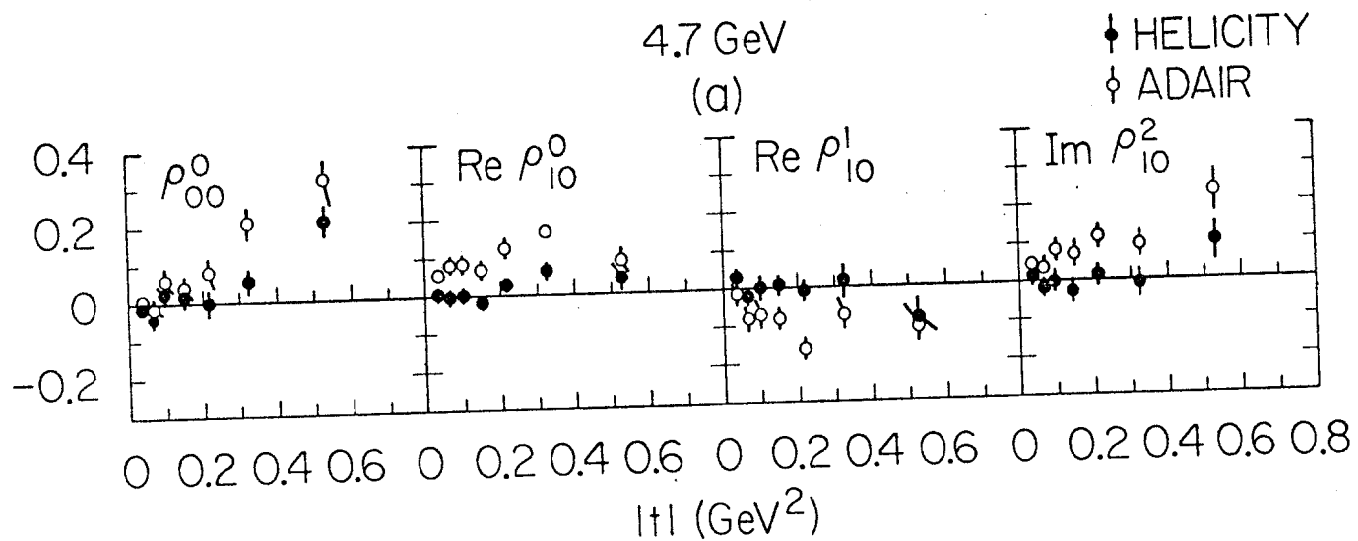 4.7 GeV
(a)
HELICITY
ADAIR
ρ⁰₀₀
Re ρ⁰₁₀
Re ρ¹₁₀
Im ρ²₁₀
0.4
0.2
0
-0.2
0 0.2 0.4 0.6 0 0.2 0.4 0.6 0 0.2 0.4 0.6 0 0.2 0.4 0.6 0.8
|t| (GeV²)